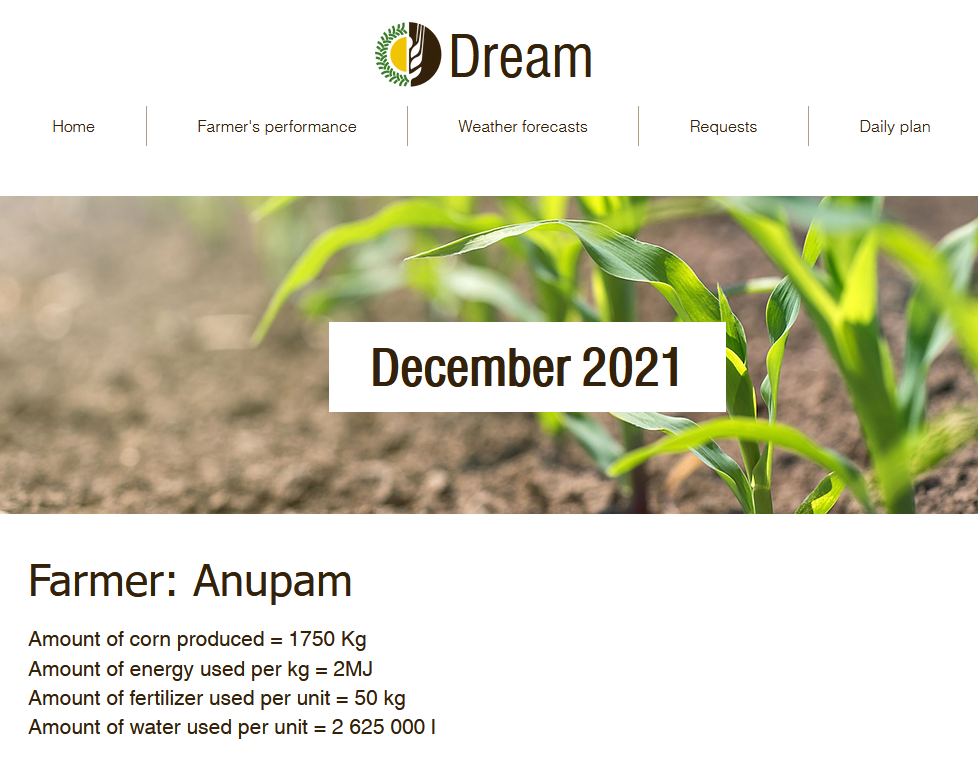 Dream
Home Farmer's performance Weather forecasts Requests Daily plan
December 2021
Farmer: Anupam
Amount of corn produced = 1750 Kg
Amount of energy used per kg = 2MJ
Amount of fertilizer used per unit = 50 kg
Amount of water used per unit = 2 625 000 l